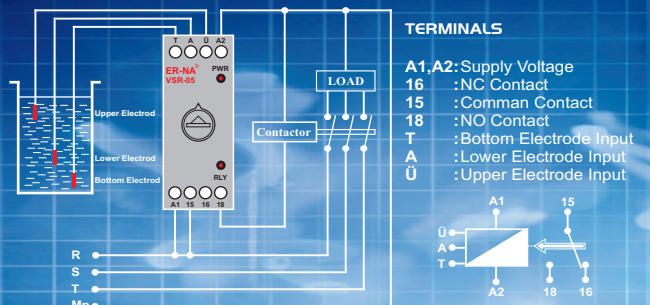 T A Ü A2
ER-NA®
VSR-05
PWR
RLY
A1 15 16 18
Upper Electrod
Lower Electrod
Bottom Electrod
LOAD
Contactor
R
S
T
Mp
TERMINALS
A1,A2:Supply Voltage
16 :NC Contact
15 :Comman Contact
18 :NO Contact
T :Bottom Electrode Input
A :Lower Electrode Input
Ü :Upper Electrode Input
A1 15
Ü
A
T
A2 18 16